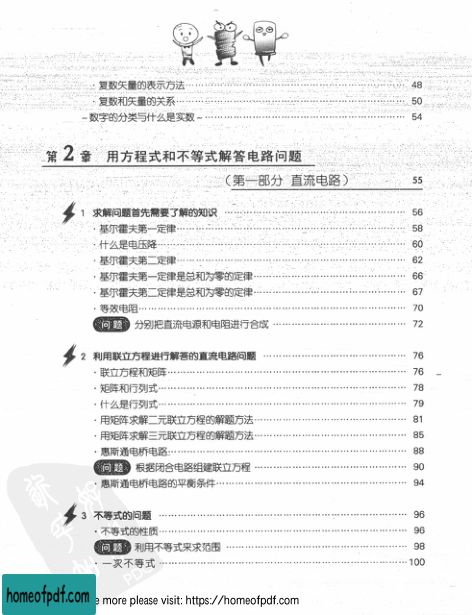 · 复数矢量的表示方法 48
· 复数和矢量的关系 50
~数字的分类与什么是实数~ 54
第2章 用方程式和不等式解答电路问题
（第一部分 直流电路） 55
1 求解问题首先需要了解的知识 56
· 基尔霍夫第一定律 58
· 什么是电压降 60
· 基尔霍夫第二定律 62
· 基尔霍夫第一定律是总和为零的定律 66
· 基尔霍夫第二定律是总和为零的定律 67
· 等效电阻 70
问题 分别把直流电源和电阻进行合成 72
2 利用联立方程进行解答的直流电路问题 76
· 联立方程和矩阵 76
· 矩阵和行列式 78
· 什么是行列式 79
· 用矩阵求解二元联立方程的解题方法 81
· 用矩阵求解三元联立方程的解题方法 85
· 惠斯通电桥电路 88
问题 根据闭合电路组建联立方程 90
· 惠斯通电桥电路的平衡条件 94
3 不等式的问题 96
· 不等式的性质 96
问题 利用不等式来求范围 98
· 一次不等式 100
homeofpdf.com
e more please visit: https://homeofpdf.com